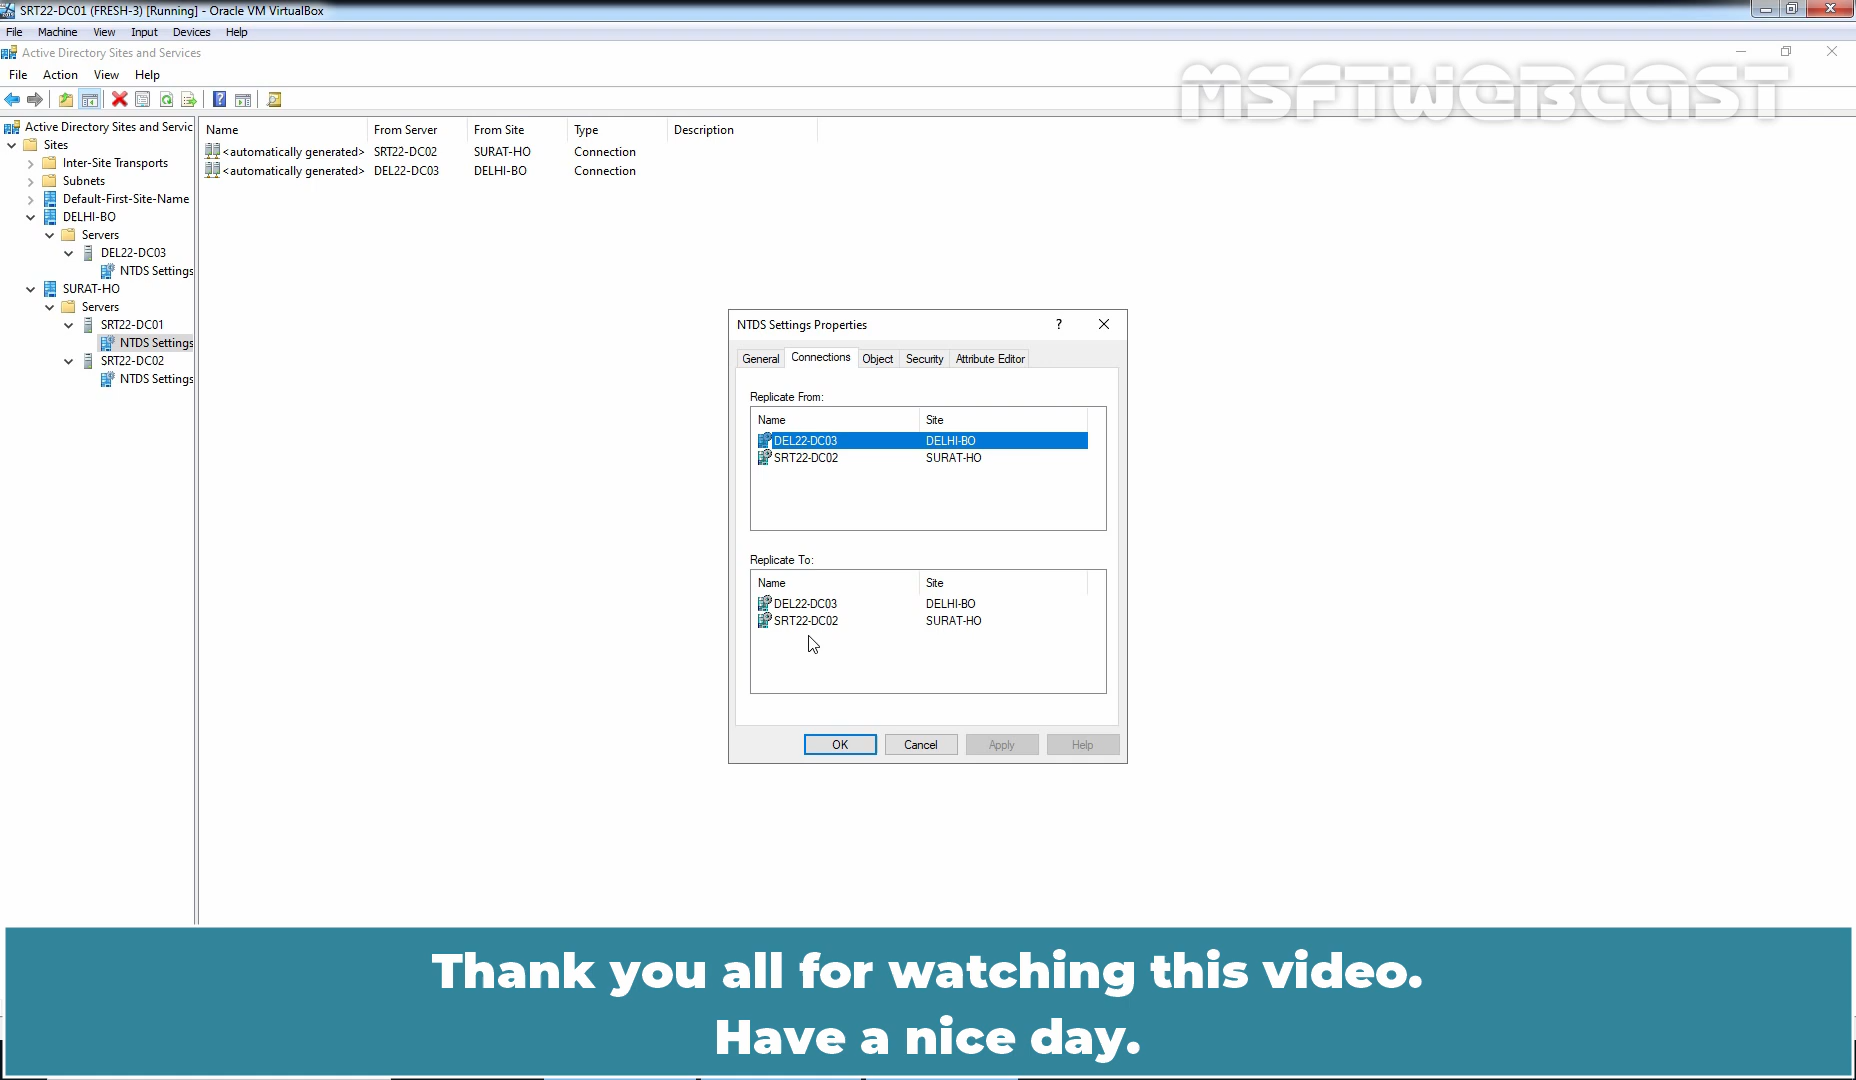 SRT22-DC01 (FRESH-3) [Running] - Oracle VM VirtualBox
File Machine View Input Devices Help
Active Directory Sites and Services
File Action View Help
MSFTWEBCAST
Active Directory Sites and Servic
Sites
Inter-Site Transports
Subnets
Default-First-Site-Name
DELHI-BO
Servers
DEL22-DC03
NTDS Settings
SURAT-HO
Servers
SRT22-DC01
NTDS Settings
SRT22-DC02
NTDS Settings
Name From Server From Site Type Description
<automatically generated> SRT22-DC02 SURAT-HO Connection
<automatically generated> DEL22-DC03 DELHI-BO Connection
NTDS Settings Properties ?
General Connections Object Security Attribute Editor
Replicate From:
Name Site
DEL22-DC03 DELHI-BO
SRT22-DC02 SURAT-HO
Replicate To:
Name Site
DEL22-DC03 DELHI-BO
SRT22-DC02 SURAT-HO
OK Cancel Apply Help
Thank you all for watching this video.
Have a nice day.